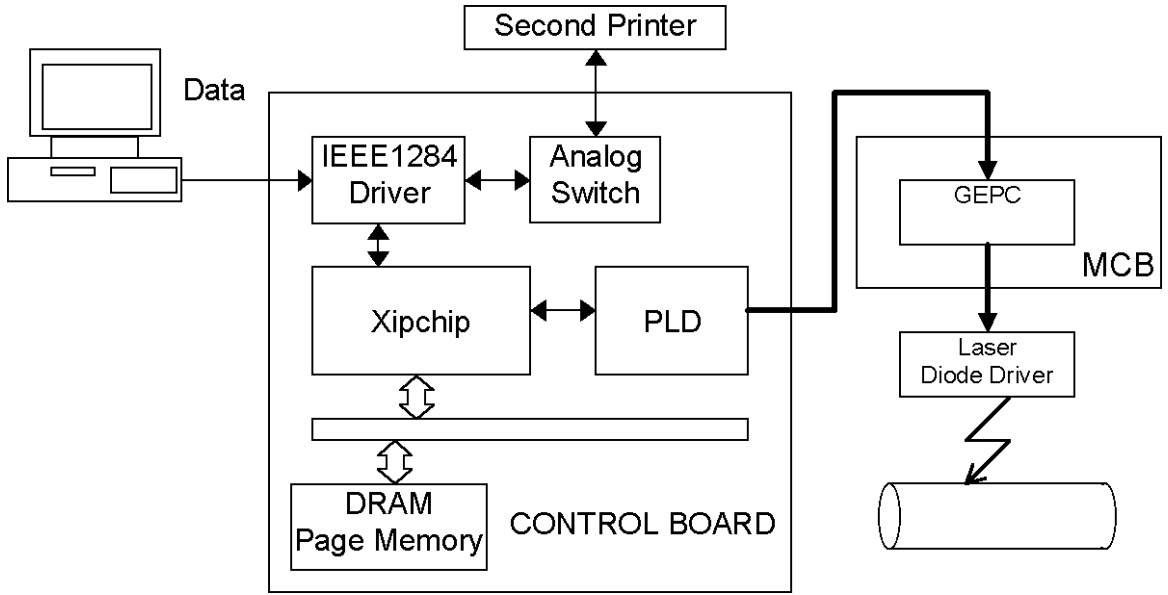 Second Printer
Data
IEEE1284
Driver
Analog
Switch
GEPC
MCB
Xipchip
PLD
Laser
Diode Driver
DRAM
Page Memory
CONTROL BOARD